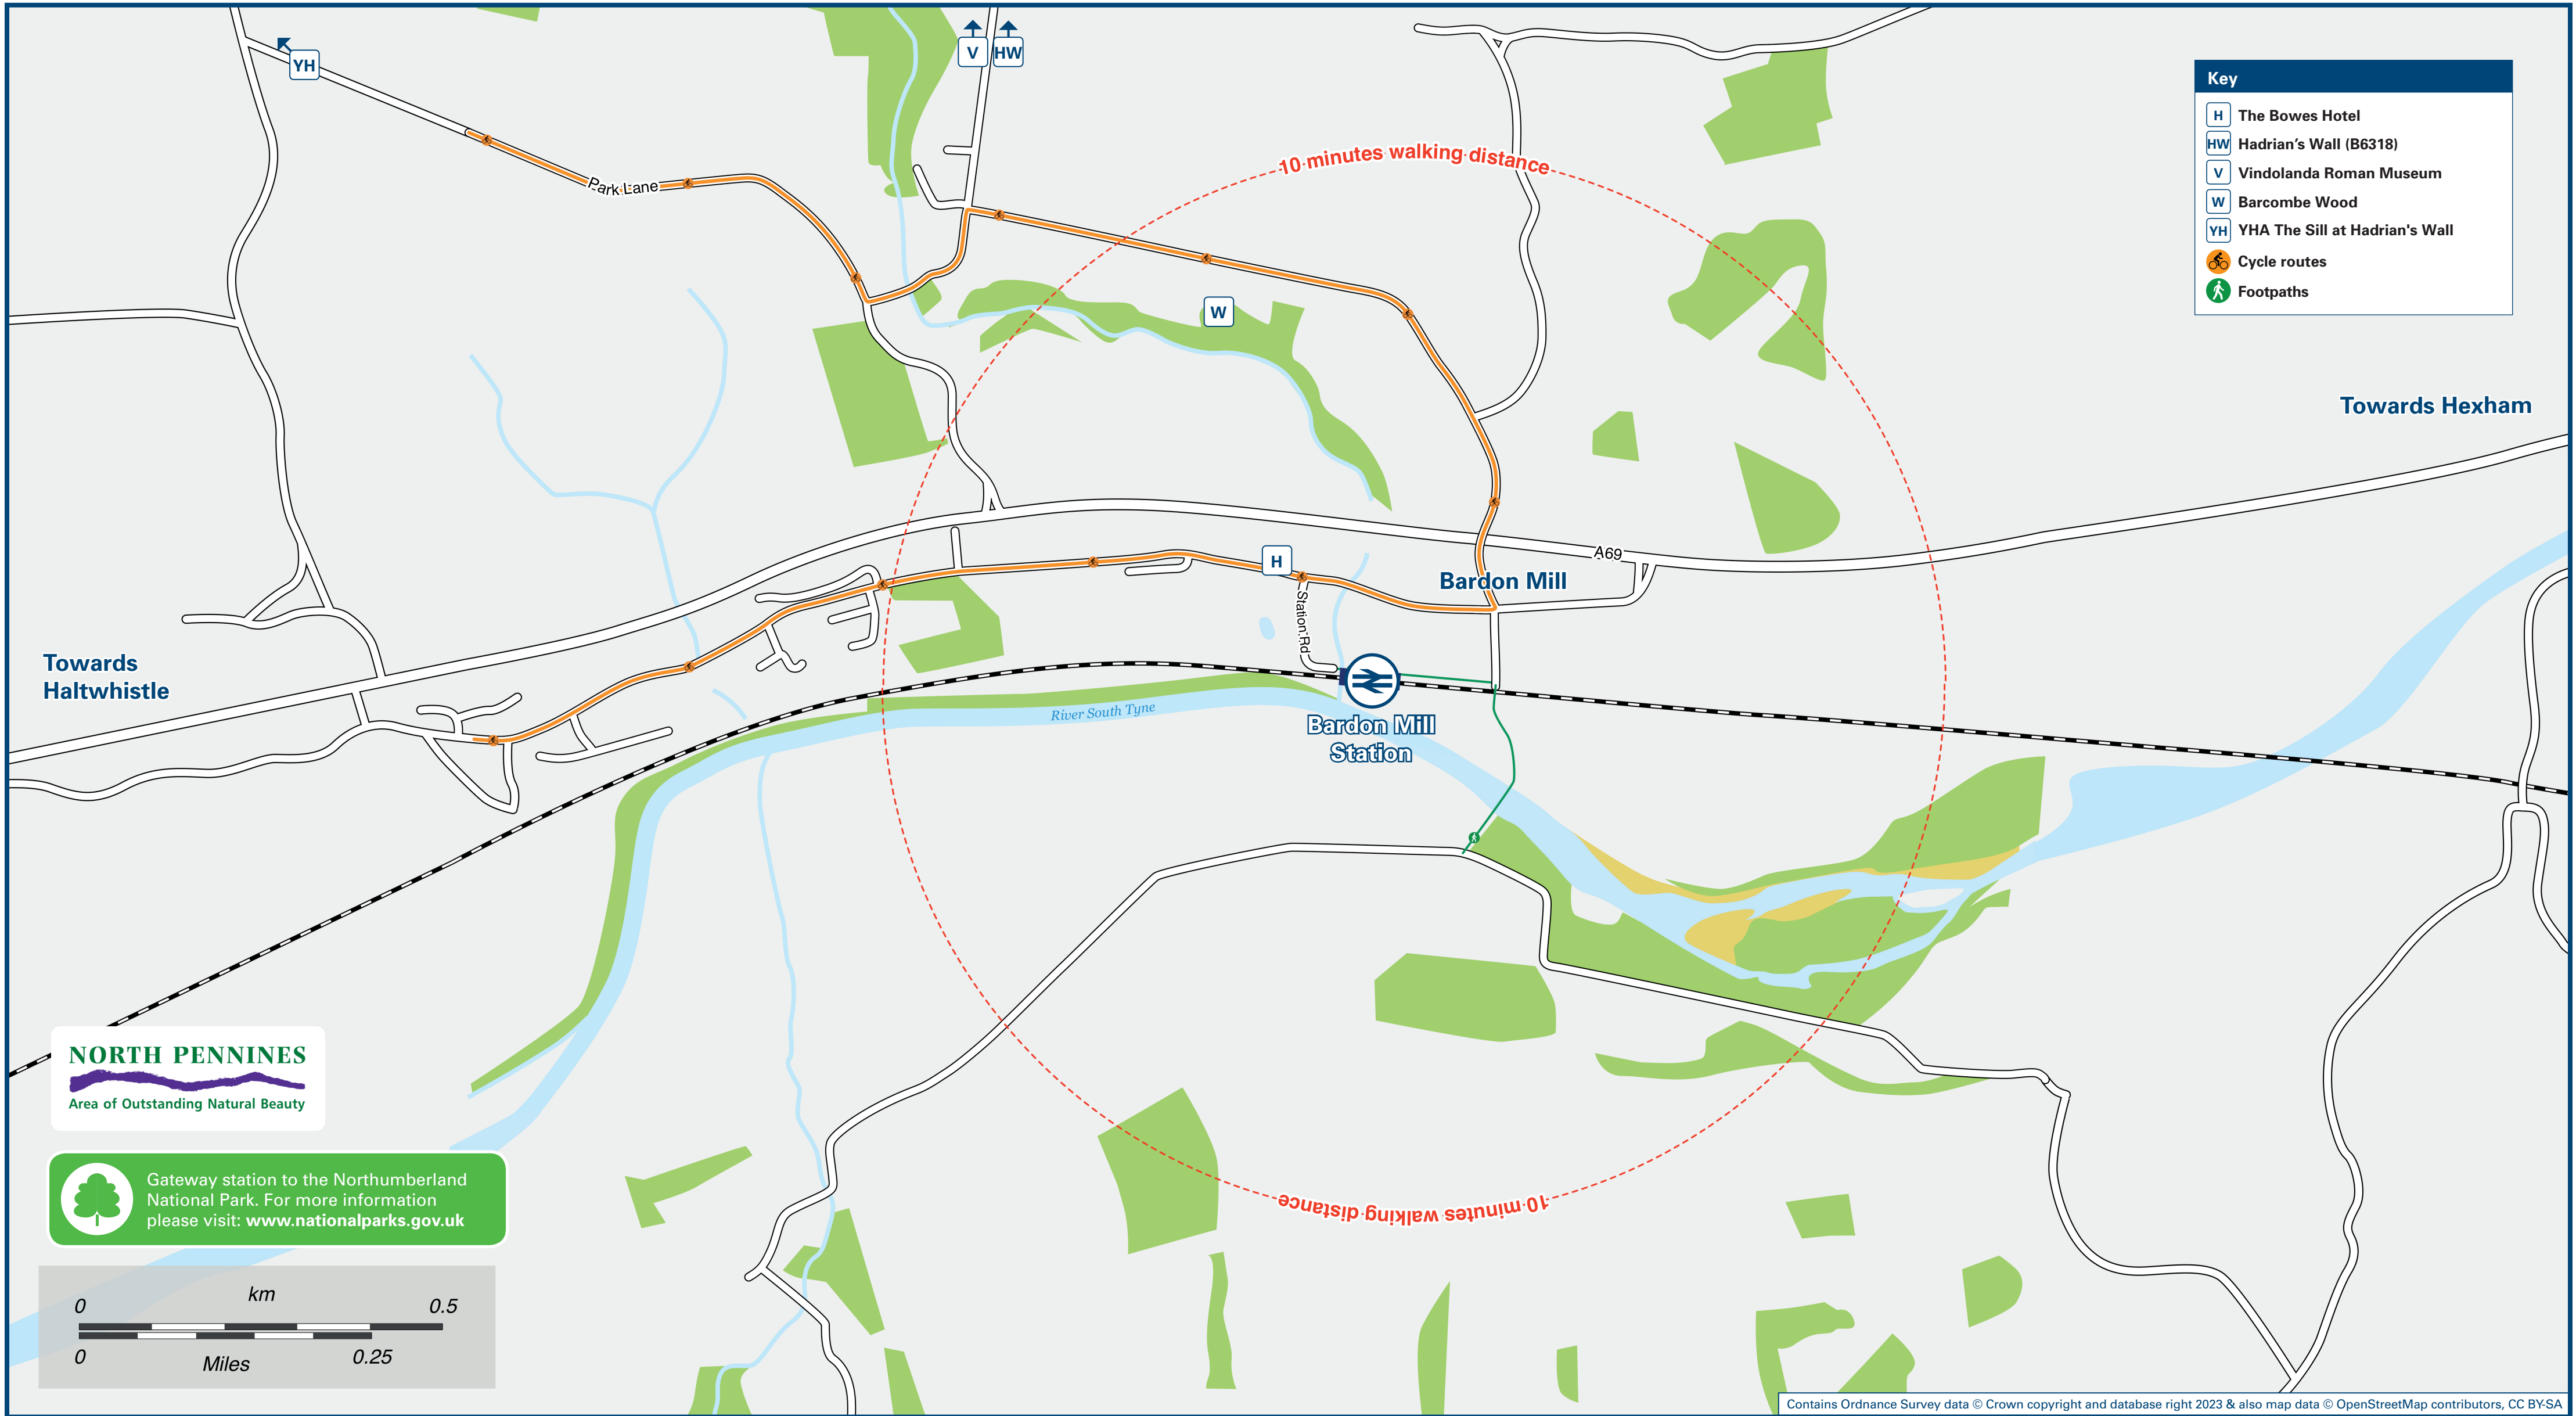 YH
V
HW
Key
H The Bowes Hotel
HW Hadrian’s Wall (B6318)
V Vindolanda Roman Museum
W Barcombe Wood
YH YHA The Sill at Hadrian's Wall
Cycle routes
Footpaths
10 minutes walking distance
Park Lane
W
Towards Hexham
A69
H
Bardon Mill
Station Rd
Towards
Haltwhistle
River South Tyne
Bardon Mill
Station
NORTH PENNINES
Area of Outstanding Natural Beauty
Gateway station to the Northumberland
National Park. For more information
please visit: www.nationalparks.gov.uk
10 minutes walking distance
km
0 0.5
0 0.25
Miles
Contains Ordnance Survey data © Crown copyright and database right 2023 & also map data © OpenStreetMap contributors, CC BY-SA